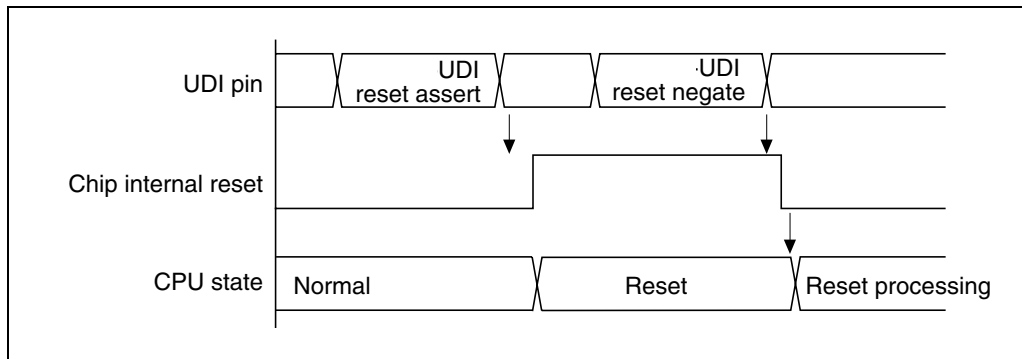 UDI pin
UDI
reset assert
UDI
reset negate
Chip internal reset
CPU state
Normal
Reset
Reset processing